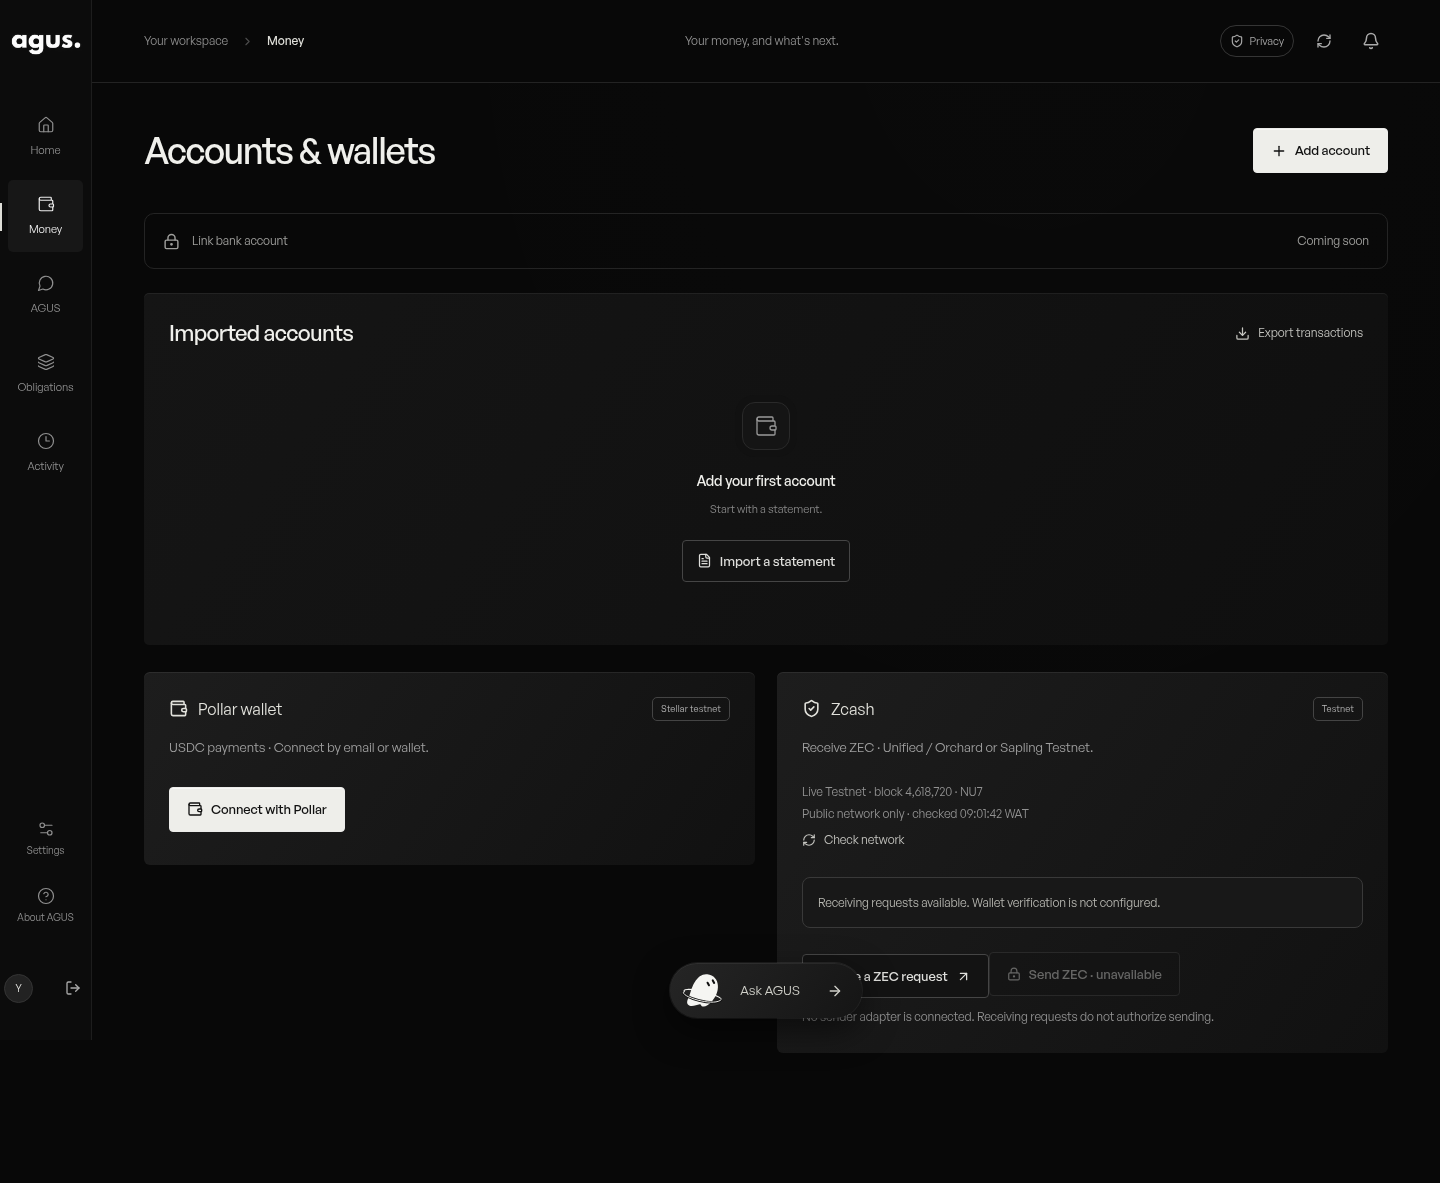 agus.
Your workspace > Money
Your money, and what's next.
Privacy
Home
Money
AGUS
Obligations
Activity
Settings
About AGUS
Y
Accounts & wallets
Add account
Link bank account
Coming soon
Imported accounts
Export transactions
Add your first account
Start with a statement.
Import a statement
Pollar wallet
Stellar testnet
USDC payments · Connect by email or wallet.
Connect with Pollar
Zcash
Testnet
Receive ZEC · Unified / Orchard or Sapling Testnet.
Live Testnet · block 4,618,720 · NU7
Public network only · checked 09:01:42 WAT
Check network
Receiving requests available. Wallet verification is not configured.
a ZEC request
Send ZEC · unavailable
Ask AGUS
No sender adapter is connected. Receiving requests do not authorize sending.